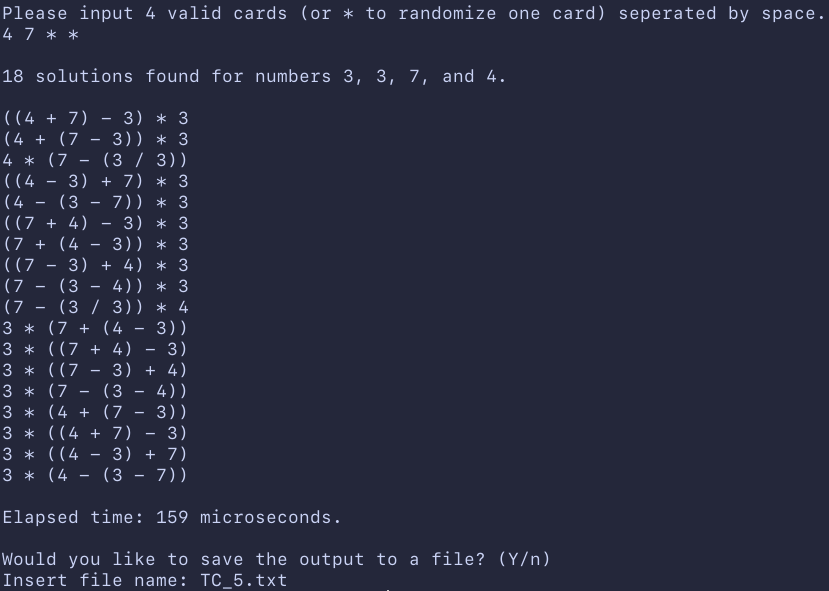 Please input 4 valid cards (or * to randomize one card) seperated by space.
4 7 * *
18 solutions found for numbers 3, 3, 7, and 4.
((4 + 7) - 3) * 3
(4 + (7 - 3)) * 3
4 * (7 - (3 / 3))
((4 - 3) + 7) * 3
(4 - (3 - 7)) * 3
((7 + 4) - 3) * 3
(7 + (4 - 3)) * 3
((7 - 3) + 4) * 3
(7 - (3 - 4)) * 3
(7 - (3 / 3)) * 4
3 * (7 + (4 - 3))
3 * ((7 + 4) - 3)
3 * ((7 - 3) + 4)
3 * (7 - (3 - 4))
3 * (4 + (7 - 3))
3 * ((4 + 7) - 3)
3 * ((4 - 3) + 7)
3 * (4 - (3 - 7))
Elapsed time: 159 microseconds.
Would you like to save the output to a file? (Y/n)
Insert file name: TC_5.txt